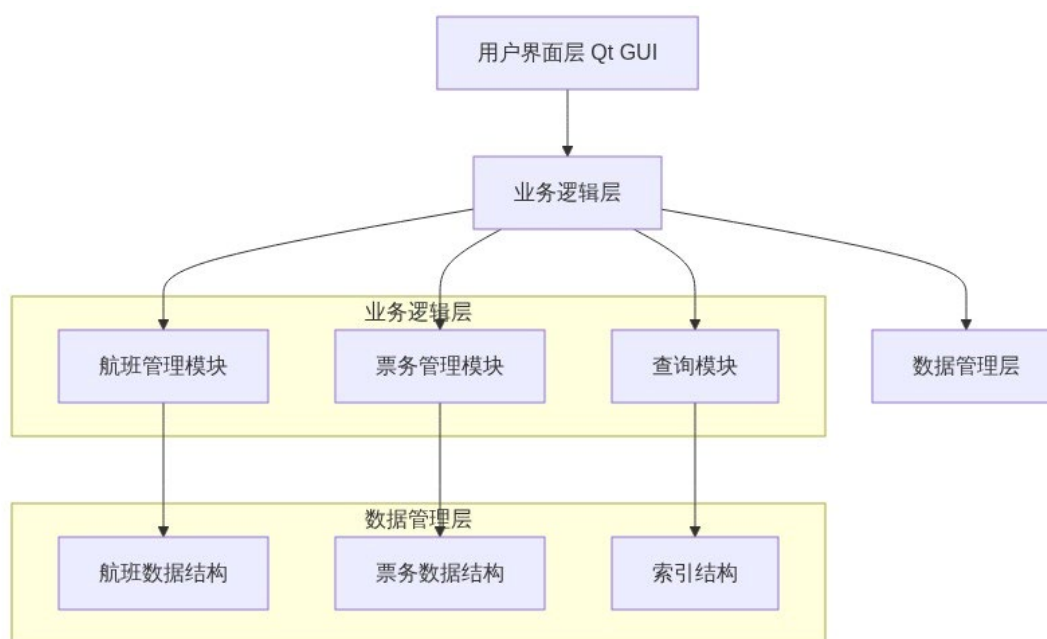 用户界面层 Qt GUI
业务逻辑层
业务逻辑层
航班管理模块
票务管理模块
查询模块
数据管理层
数据管理层
航班数据结构
票务数据结构
索引结构